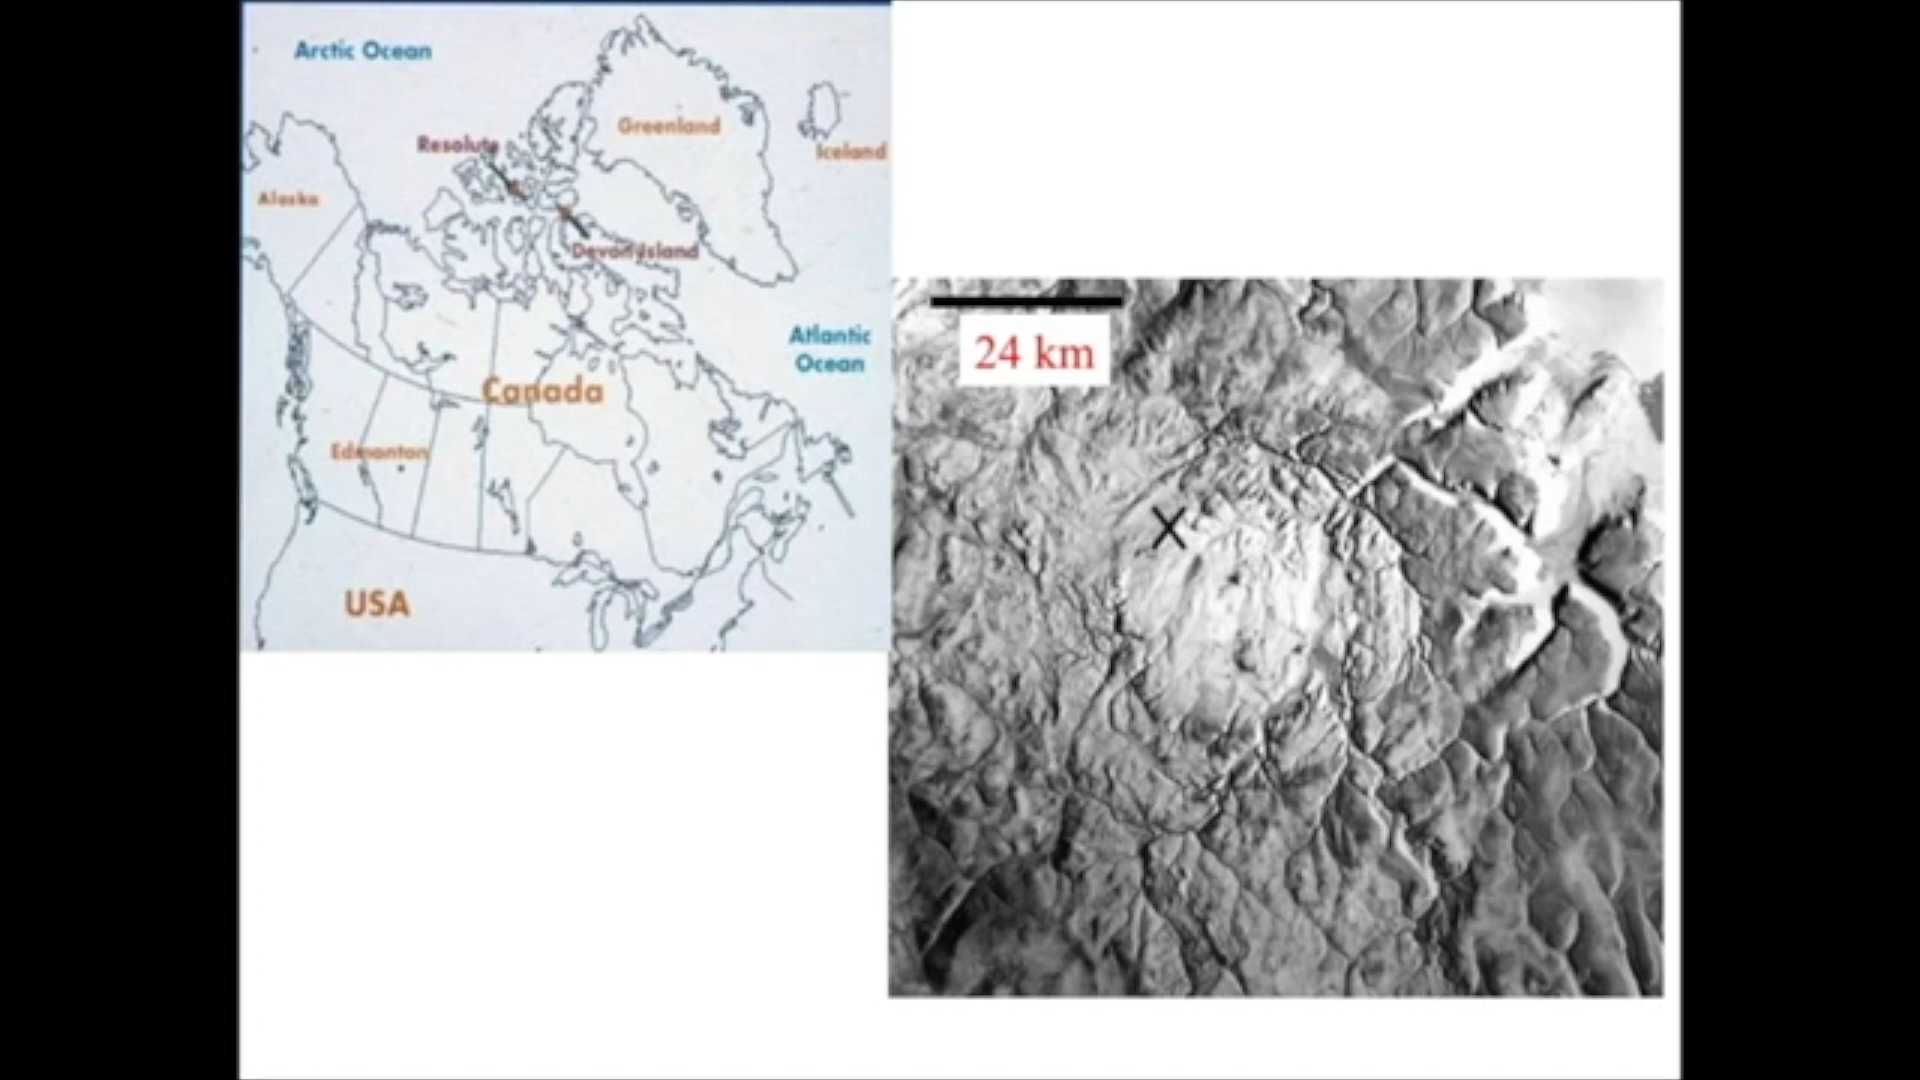 Arctic Ocean
Greenland
Resolute
Iceland
Alaska
Devon Island
Atlantic
Ocean
24 km
Canada
Edmonton
X
USA